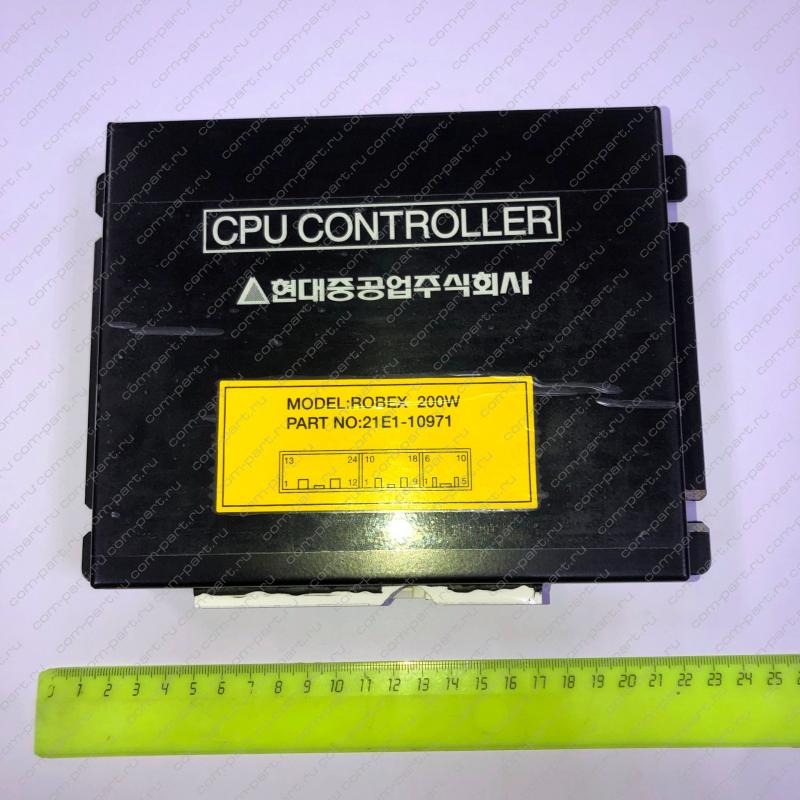 CPU CONTROLLER
현대중공업주식회사
MODEL:ROBEX 200W
PART NO:21E1-10971
13 24 10 18 6 10
1 12 1 9 1 5
0 1 2 3 4 5 6 7 8 9 10 11 12 13 14 15 16 17 18 19 20 21 22 23 24 25
com-part.ru